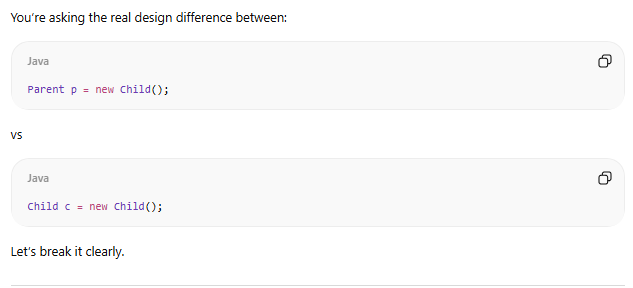 You’re asking the real design difference between:
Java
Parent p = new Child();
vs
Java
Child c = new Child();
Let’s break it clearly.